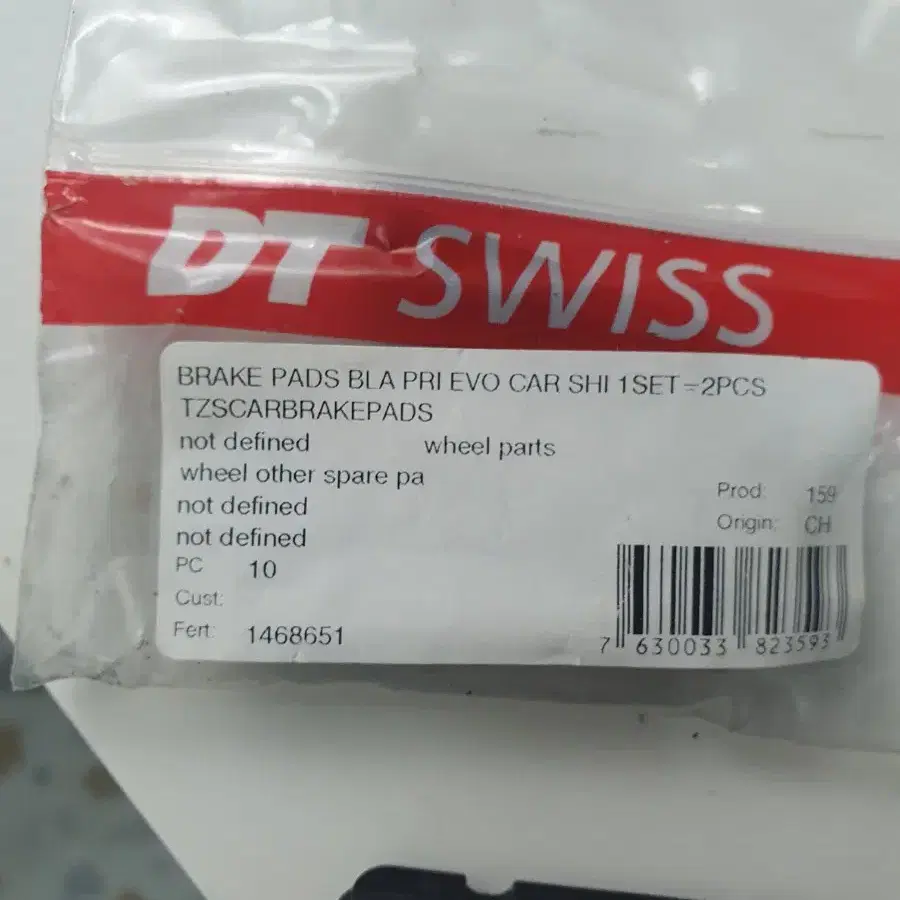 DT SWISS
BRAKE PADS BLA PRI EVO CAR SHI 1SET=2PCS
TZSCARBRAKEPADS
not defined wheel parts
wheel other spare pa
not defined
not defined
PC 10
Cust:
Fert: 1468651
Prod: 159
Origin: CH
7 630033 823593